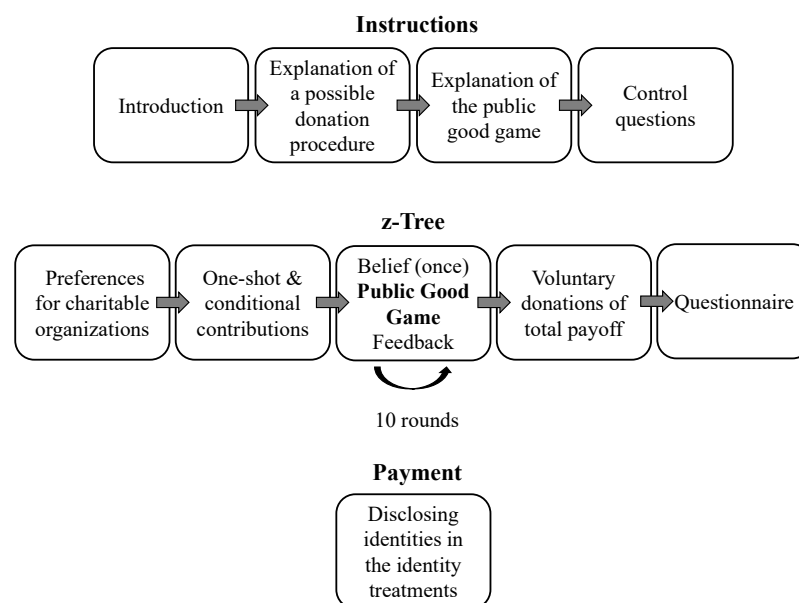 Instructions
Introduction
Explanation of
a possible
donation
procedure
Explanation of
the public
good game
Control
questions
z-Tree
Preferences
for charitable
organizations
One-shot &
conditional
contributions
Belief (once)
Public Good
Game
Feedback
Voluntary
donations of
total payoff
Questionnaire
10 rounds
Payment
Disclosing
identities in
the identity
treatments